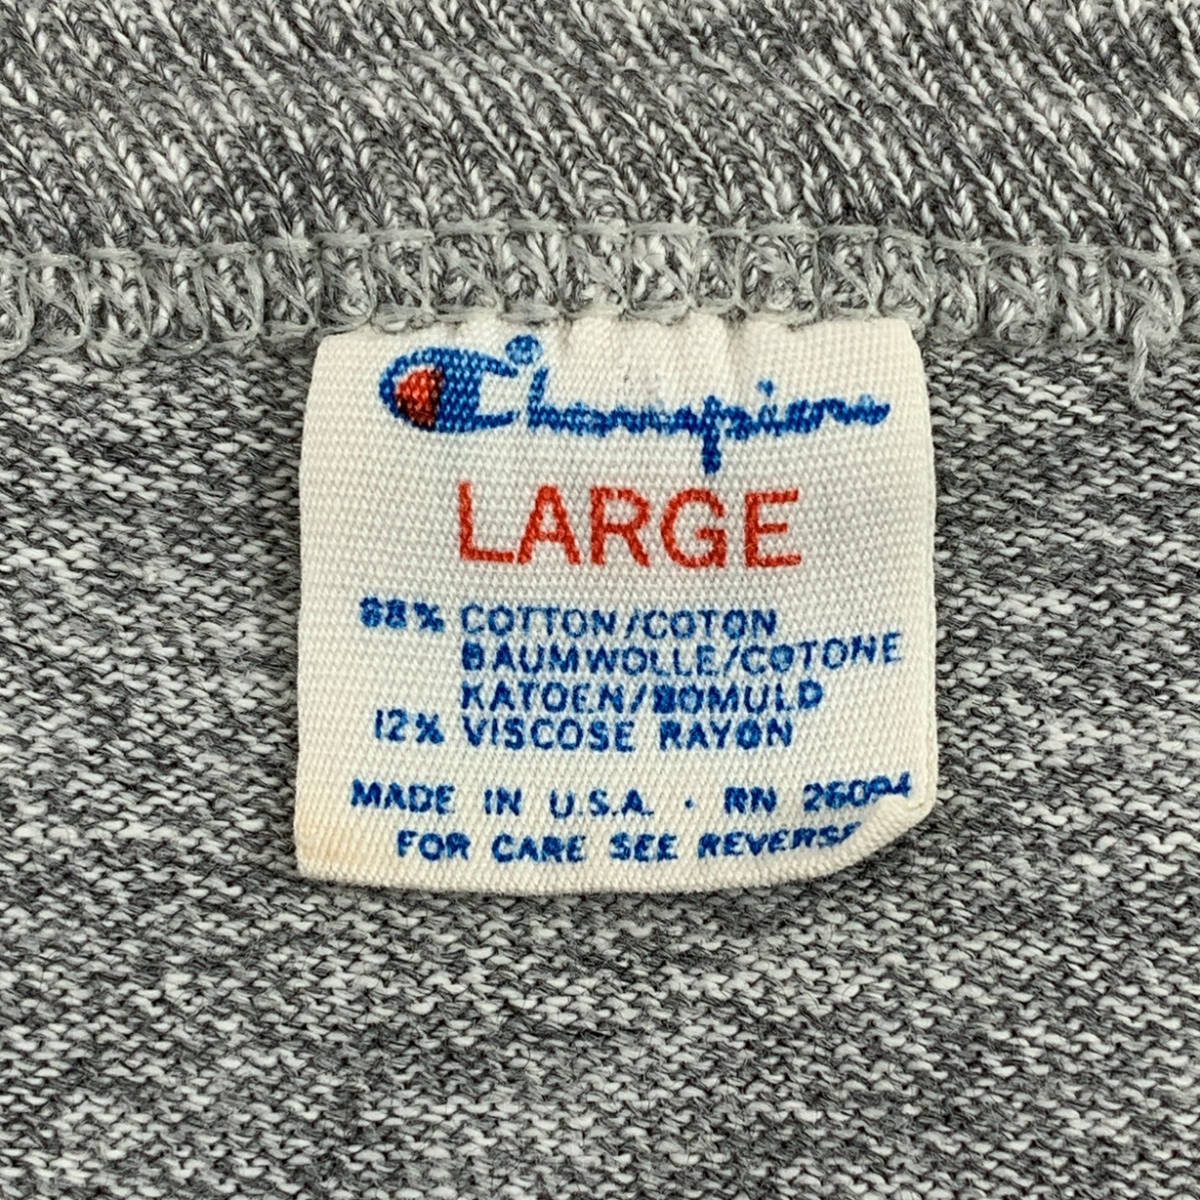 Champion
LARGE
88% COTTON/COTON
BAUMWOLLE/COTONE
KATOEN/BOMULD
12% VISCOSE RAYON
MADE IN U.S.A. · RN 26094
FOR CARE SEE REVERSE